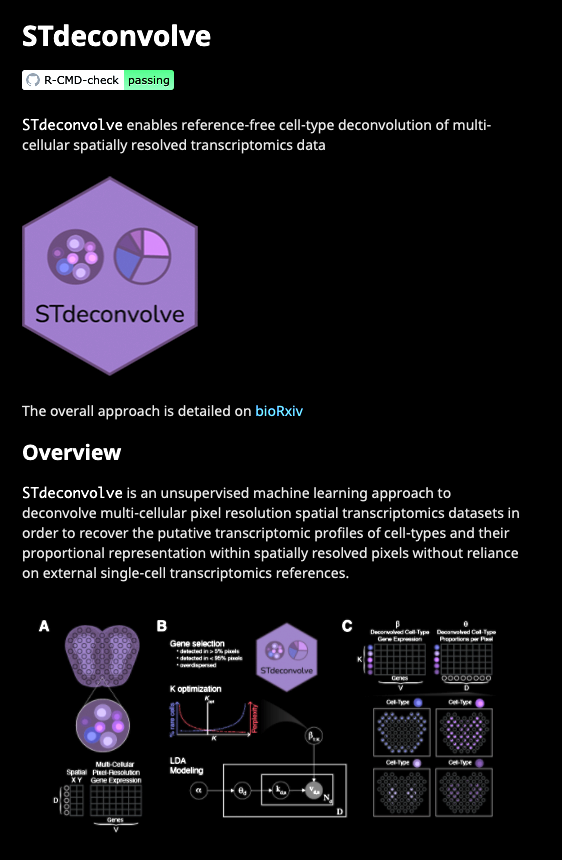 STdeconvolve
R-CMD-check passing
STdeconvolve enables reference-free cell-type deconvolution of multi-
cellular spatially resolved transcriptomics data
STdeconvolve
The overall approach is detailed on bioRxiv
Overview
STdeconvolve is an unsupervised machine learning approach to
deconvolve multi-cellular pixel resolution spatial transcriptomics datasets in
order to recover the putative transcriptomic profiles of cell-types and their
proportional representation within spatially resolved pixels without reliance
on external single-cell transcriptomics references.
A
Spatial
X Y
Multi-Cellular
Pixel-Resolution
Gene Expression
D
Genes
V
B
Gene selection
• detected in > 5% pixels
• detected in < 95% pixels
• overdispersed
STdeconvolve
K optimization
% rare cells
Perplexity
K
LDA
Modeling
α
θd
D
C
β
Deconvolved Cell-Type
Gene Expression
K
Genes
V
θ
Deconvolved Cell-Type
Proportions per Pixel
D
Cell-Type
Cell-Type
Cell-Type
Cell-Type